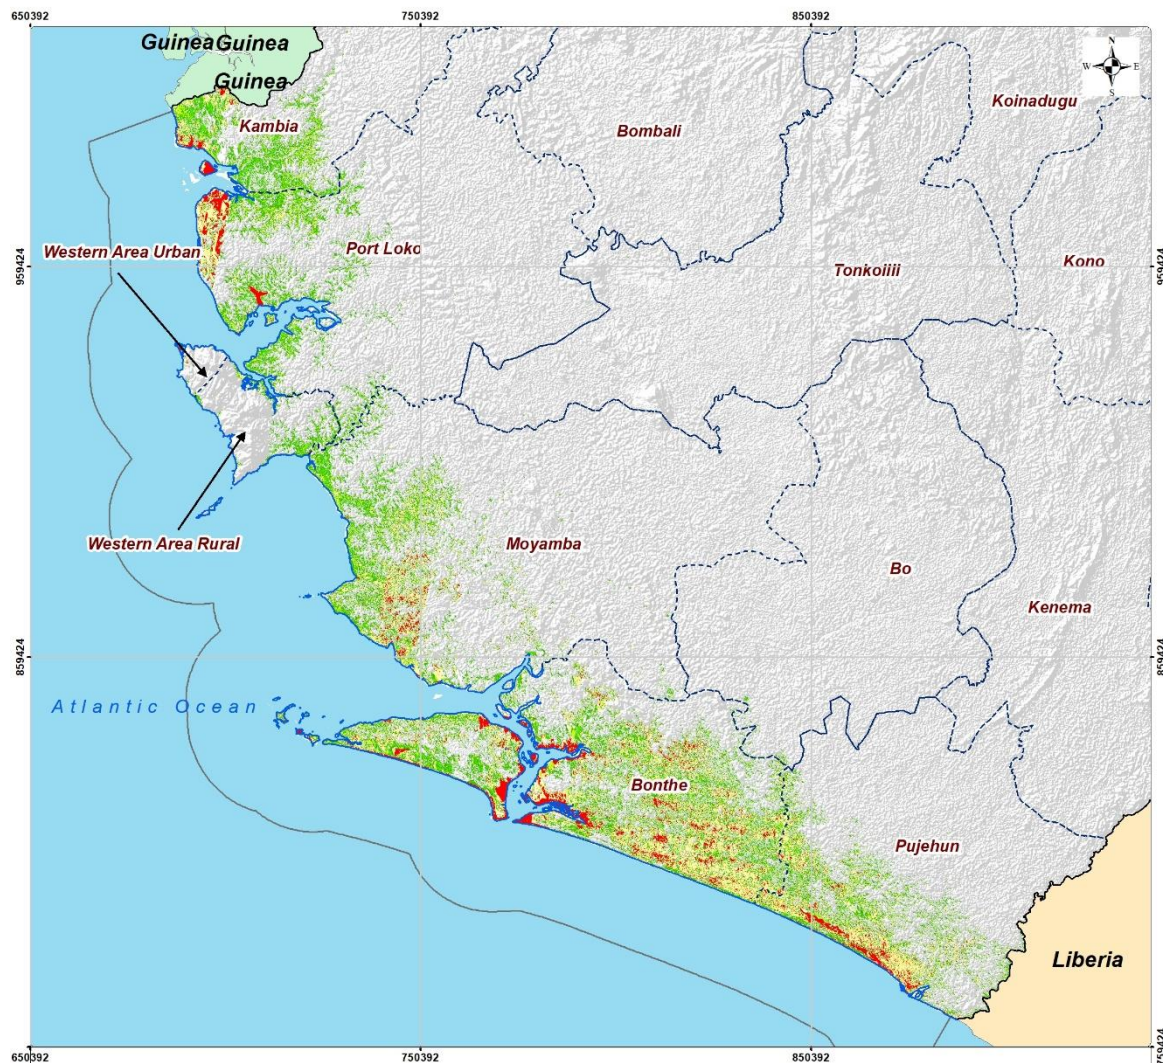 650392
750392
850392
Guinea
Guinea
Guinea
N
W
E
S
Koinadugu
Kambia
Bombali
Western Area Urban
Port Loko
Tonkoiiii
Kono
959424
959424
Western Area Rural
Moyamba
Bo
Kenema
859424
859424
Atlantic Ocean
Bonthe
Pujehun
Liberia
759424
650392
750392
850392